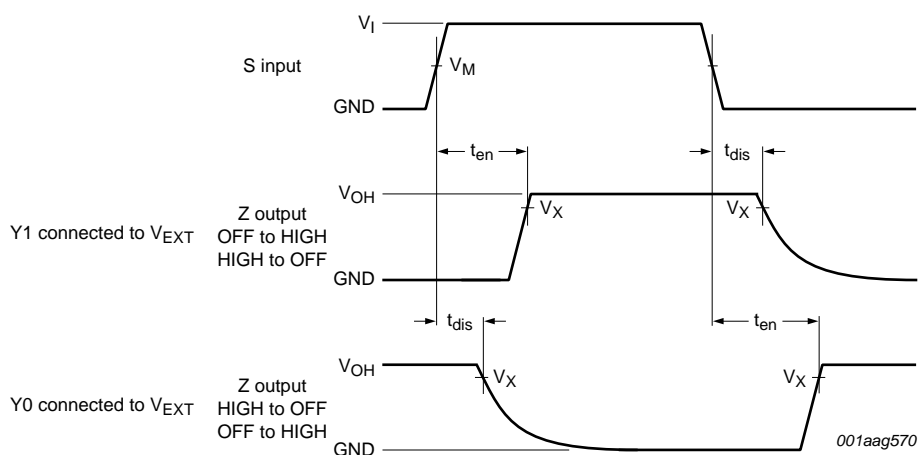 V_I
S input
V_M
GND
t_en
t_dis
V_OH
Z output
V_X
V_X
Y1 connected to V_EXT
OFF to HIGH
HIGH to OFF
GND
t_dis
t_en
V_OH
Z output
V_X
V_X
Y0 connected to V_EXT
HIGH to OFF
OFF to HIGH
GND
001aag570